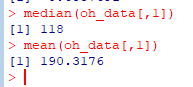 > median(oh_data[,1])
[1] 118
> mean(oh_data[,1])
[1] 190.3176
>